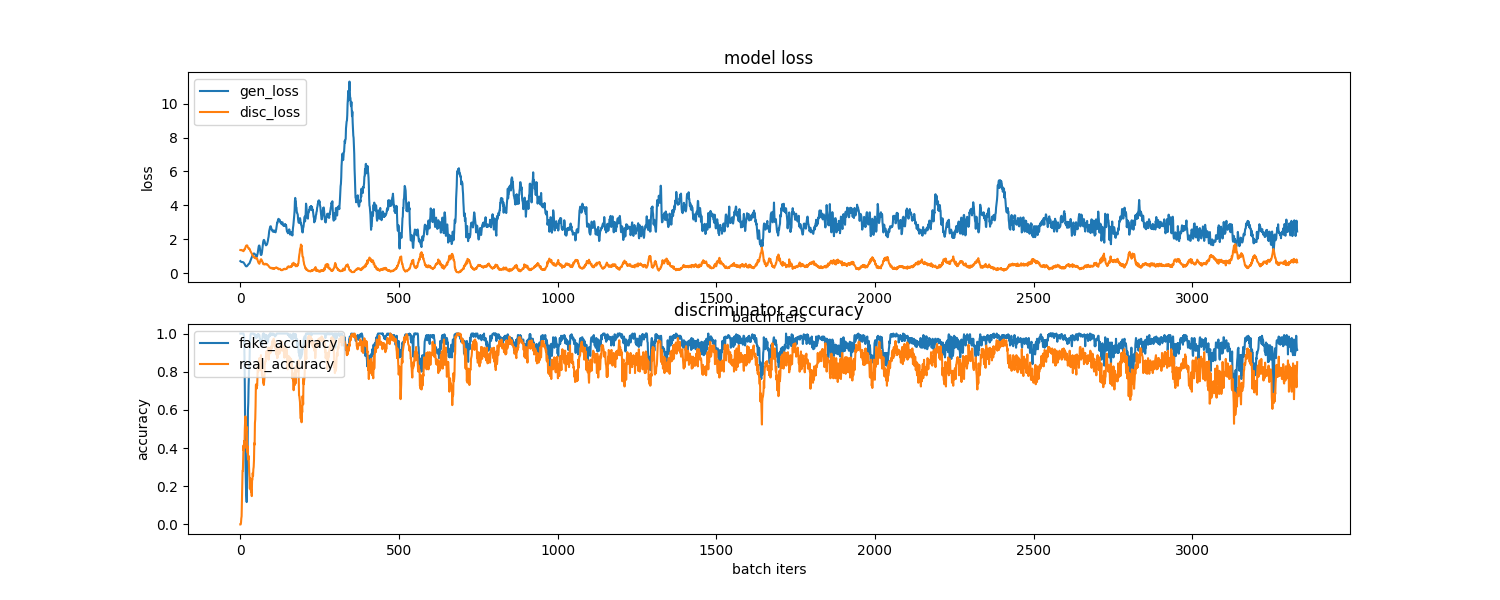 model loss
gen_loss
disc_loss
10
8
6
4
2
0
loss
0 500 1000 1500 2000 2500 3000
batch iters
discriminator accuracy
fake_accuracy
real_accuracy
1.0
0.8
0.6
0.4
0.2
0.0
accuracy
0 500 1000 1500 2000 2500 3000
batch iters